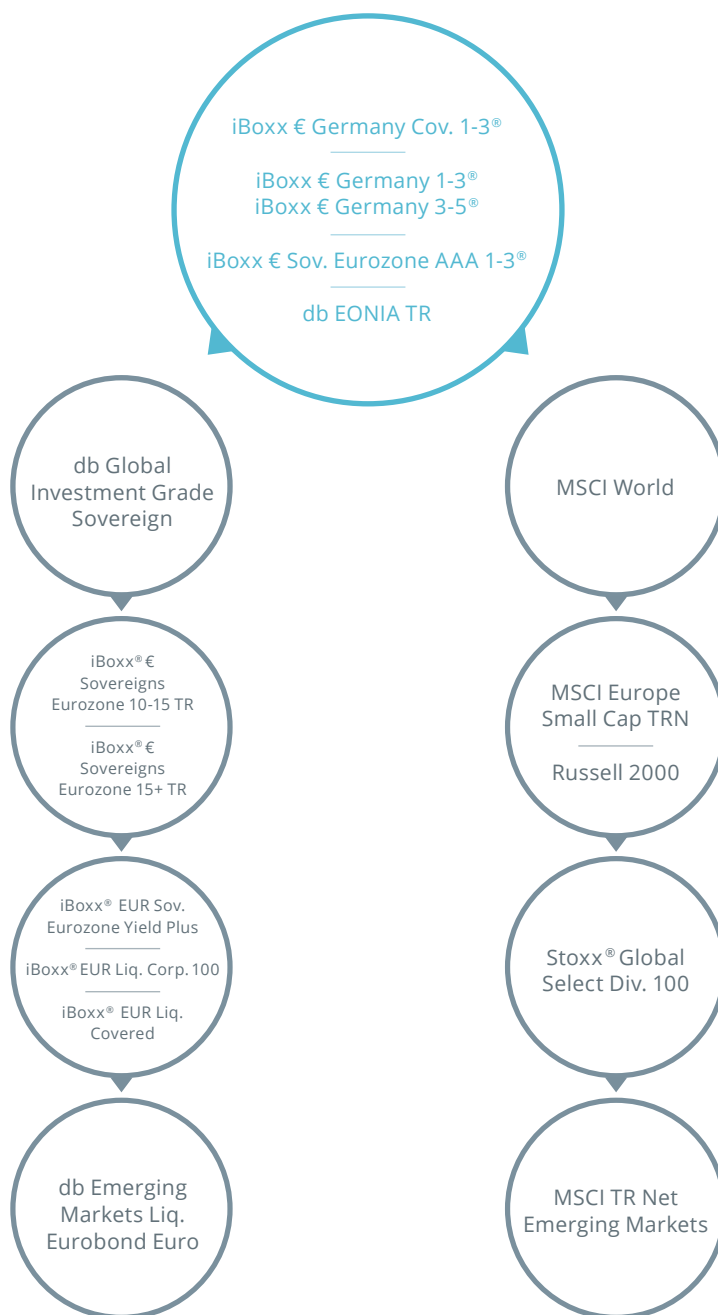 iBoxx € Germany Cov. 1-3®
iBoxx € Germany 1-3®
iBoxx € Germany 3-5®
iBoxx € Sov. Eurozone AAA 1-3®
db EONIA TR
db Global
Investment Grade
Sovereign
iBoxx® €
Sovereigns
Eurozone 10-15 TR
iBoxx® €
Sovereigns
Eurozone 15+ TR
iBoxx® EUR Sov.
Eurozone Yield Plus
iBoxx® EUR Liq. Corp. 100
iBoxx® EUR Liq.
Covered
db Emerging
Markets Liq.
Eurobond Euro
MSCI World
MSCI Europe
Small Cap TRN
Russell 2000
Stoxx® Global
Select Div. 100
MSCI TR Net
Emerging Markets